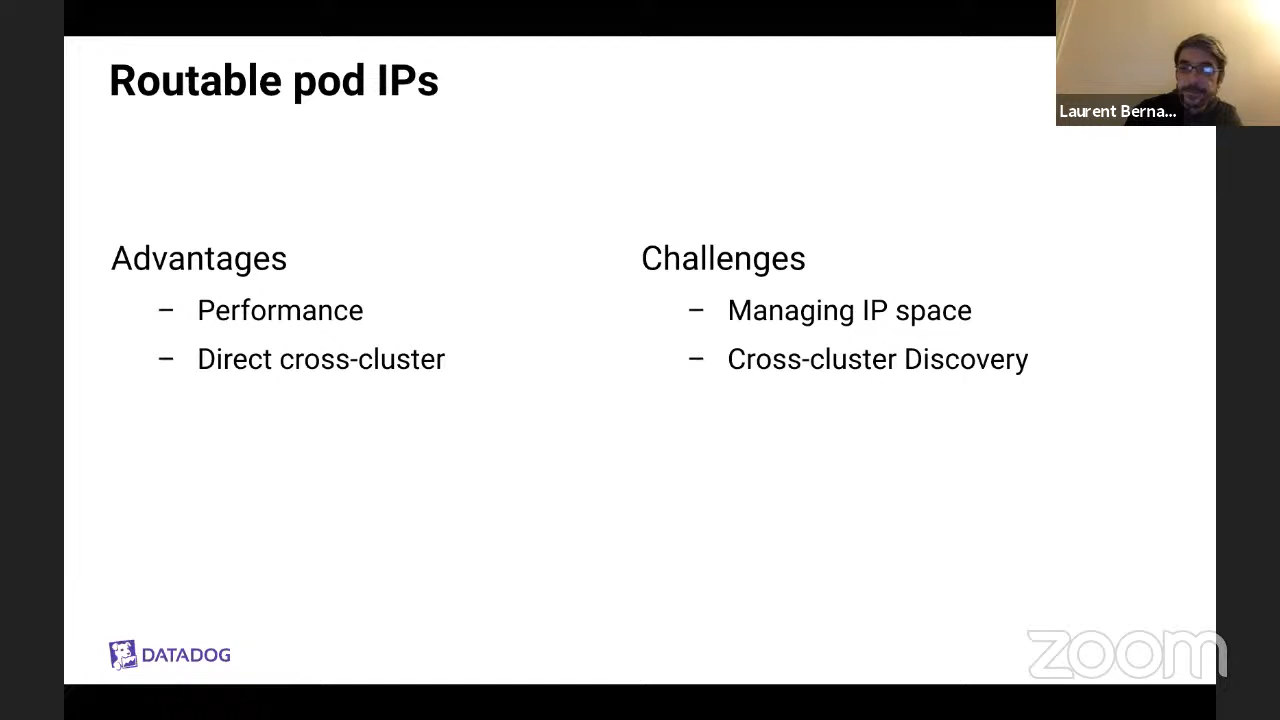 Routable pod IPs
Laurent Berna...
Advantages
– Performance
– Direct cross-cluster
Challenges
– Managing IP space
– Cross-cluster Discovery
DATADOG
zoom